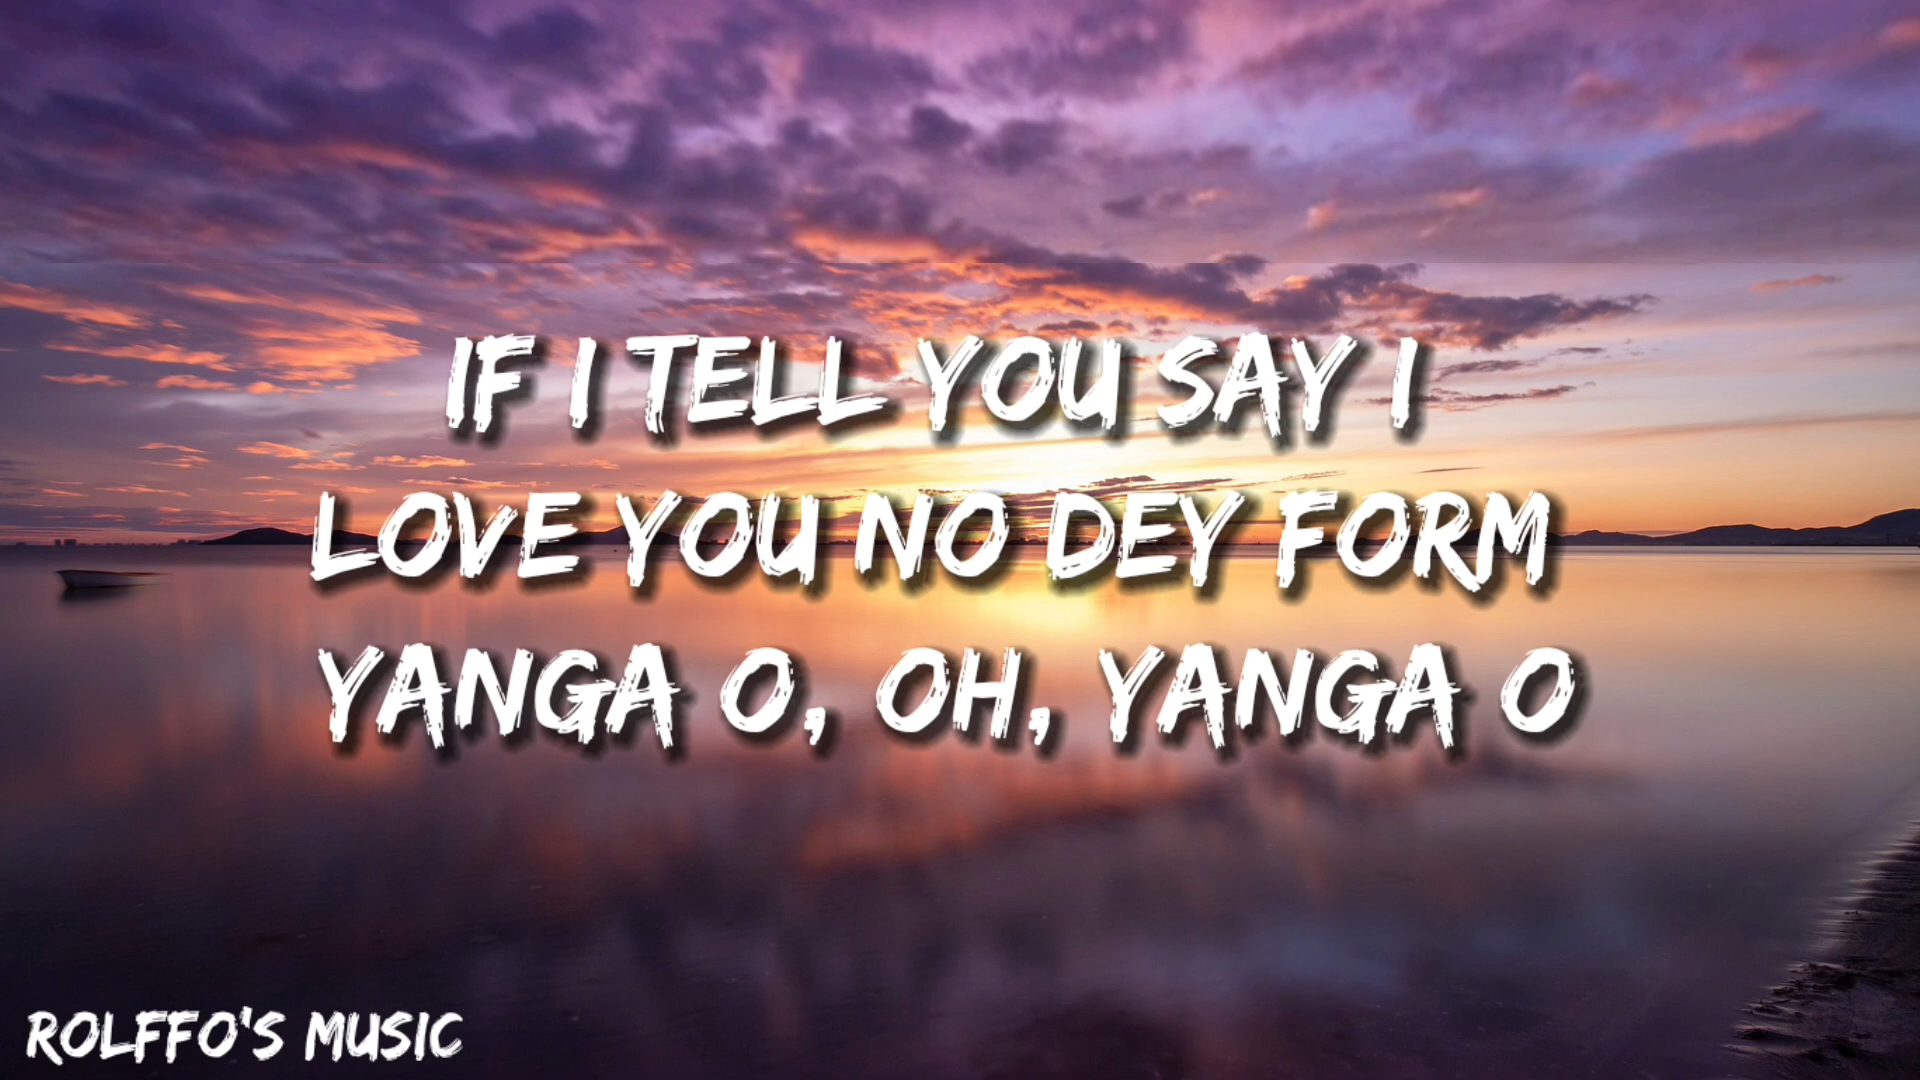 IF I TELL YOU SAY I
LOVE YOU NO DEY FORM
YANGA O, OH, YANGA O
ROLFFO'S MUSIC